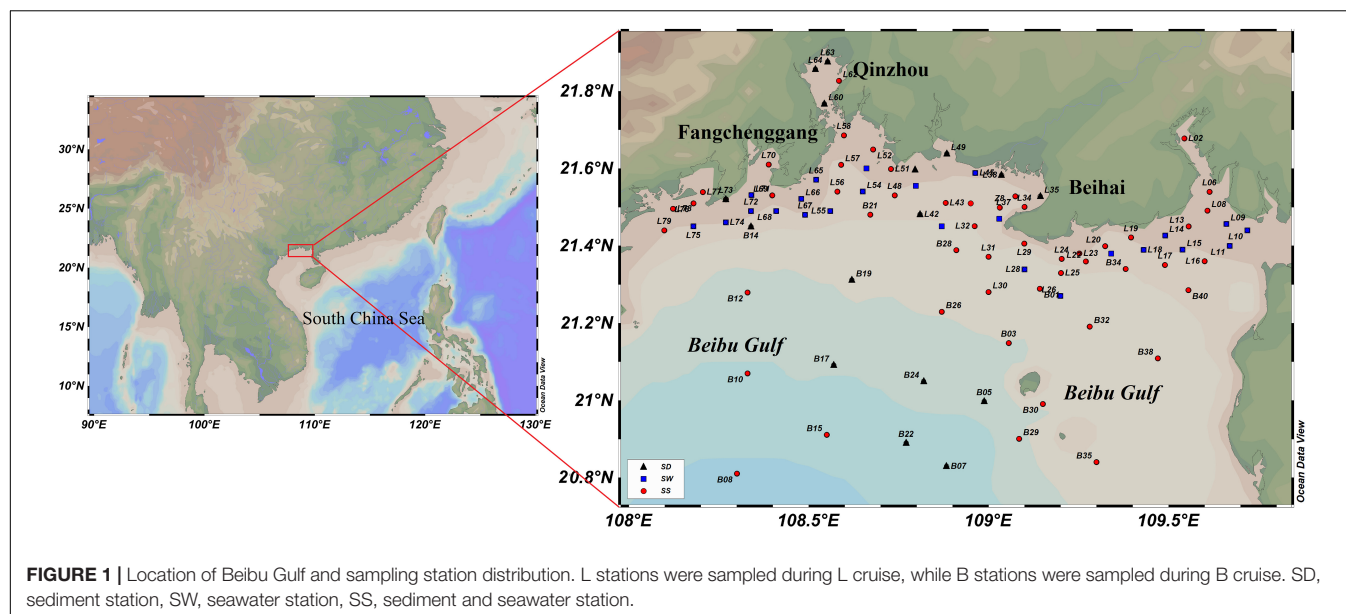 30°N
25°N
20°N
15°N
10°N
90°E
100°E
110°E
120°E
130°E
South China Sea
Ocean Data View
21.8°N
21.6°N
21.4°N
21.2°N
21°N
20.8°N
108°E
108.5°E
109°E
109.5°E
Qinzhou
Fangchenggang
Beihai
Beibu Gulf
Beibu Gulf
L63
L64
L62
L60
L58
L52
L57
L51
L49
L70
L65
L56
L54
L48
L66
L67
L55
L68
L72
L73
L74
L77
L79
L75
B14
B21
L42
L43
L32
L31
L30
L28
L29
L37
L34
L35
L02
L06
L08
L09
L10
L11
L13
L14
L15
L16
L17
L18
L19
L20
L23
L24
L25
L26
B01
B34
B40
B28
B19
B12
B26
B03
B32
B38
B17
B10
B24
B05
B30
B15
B22
B29
B07
B35
B08
SD
SW
SS
Ocean Data View
FIGURE 1 | Location of Beibu Gulf and sampling station distribution. L stations were sampled during L cruise, while B stations were sampled during B cruise. SD,
sediment station, SW, seawater station, SS, sediment and seawater station.